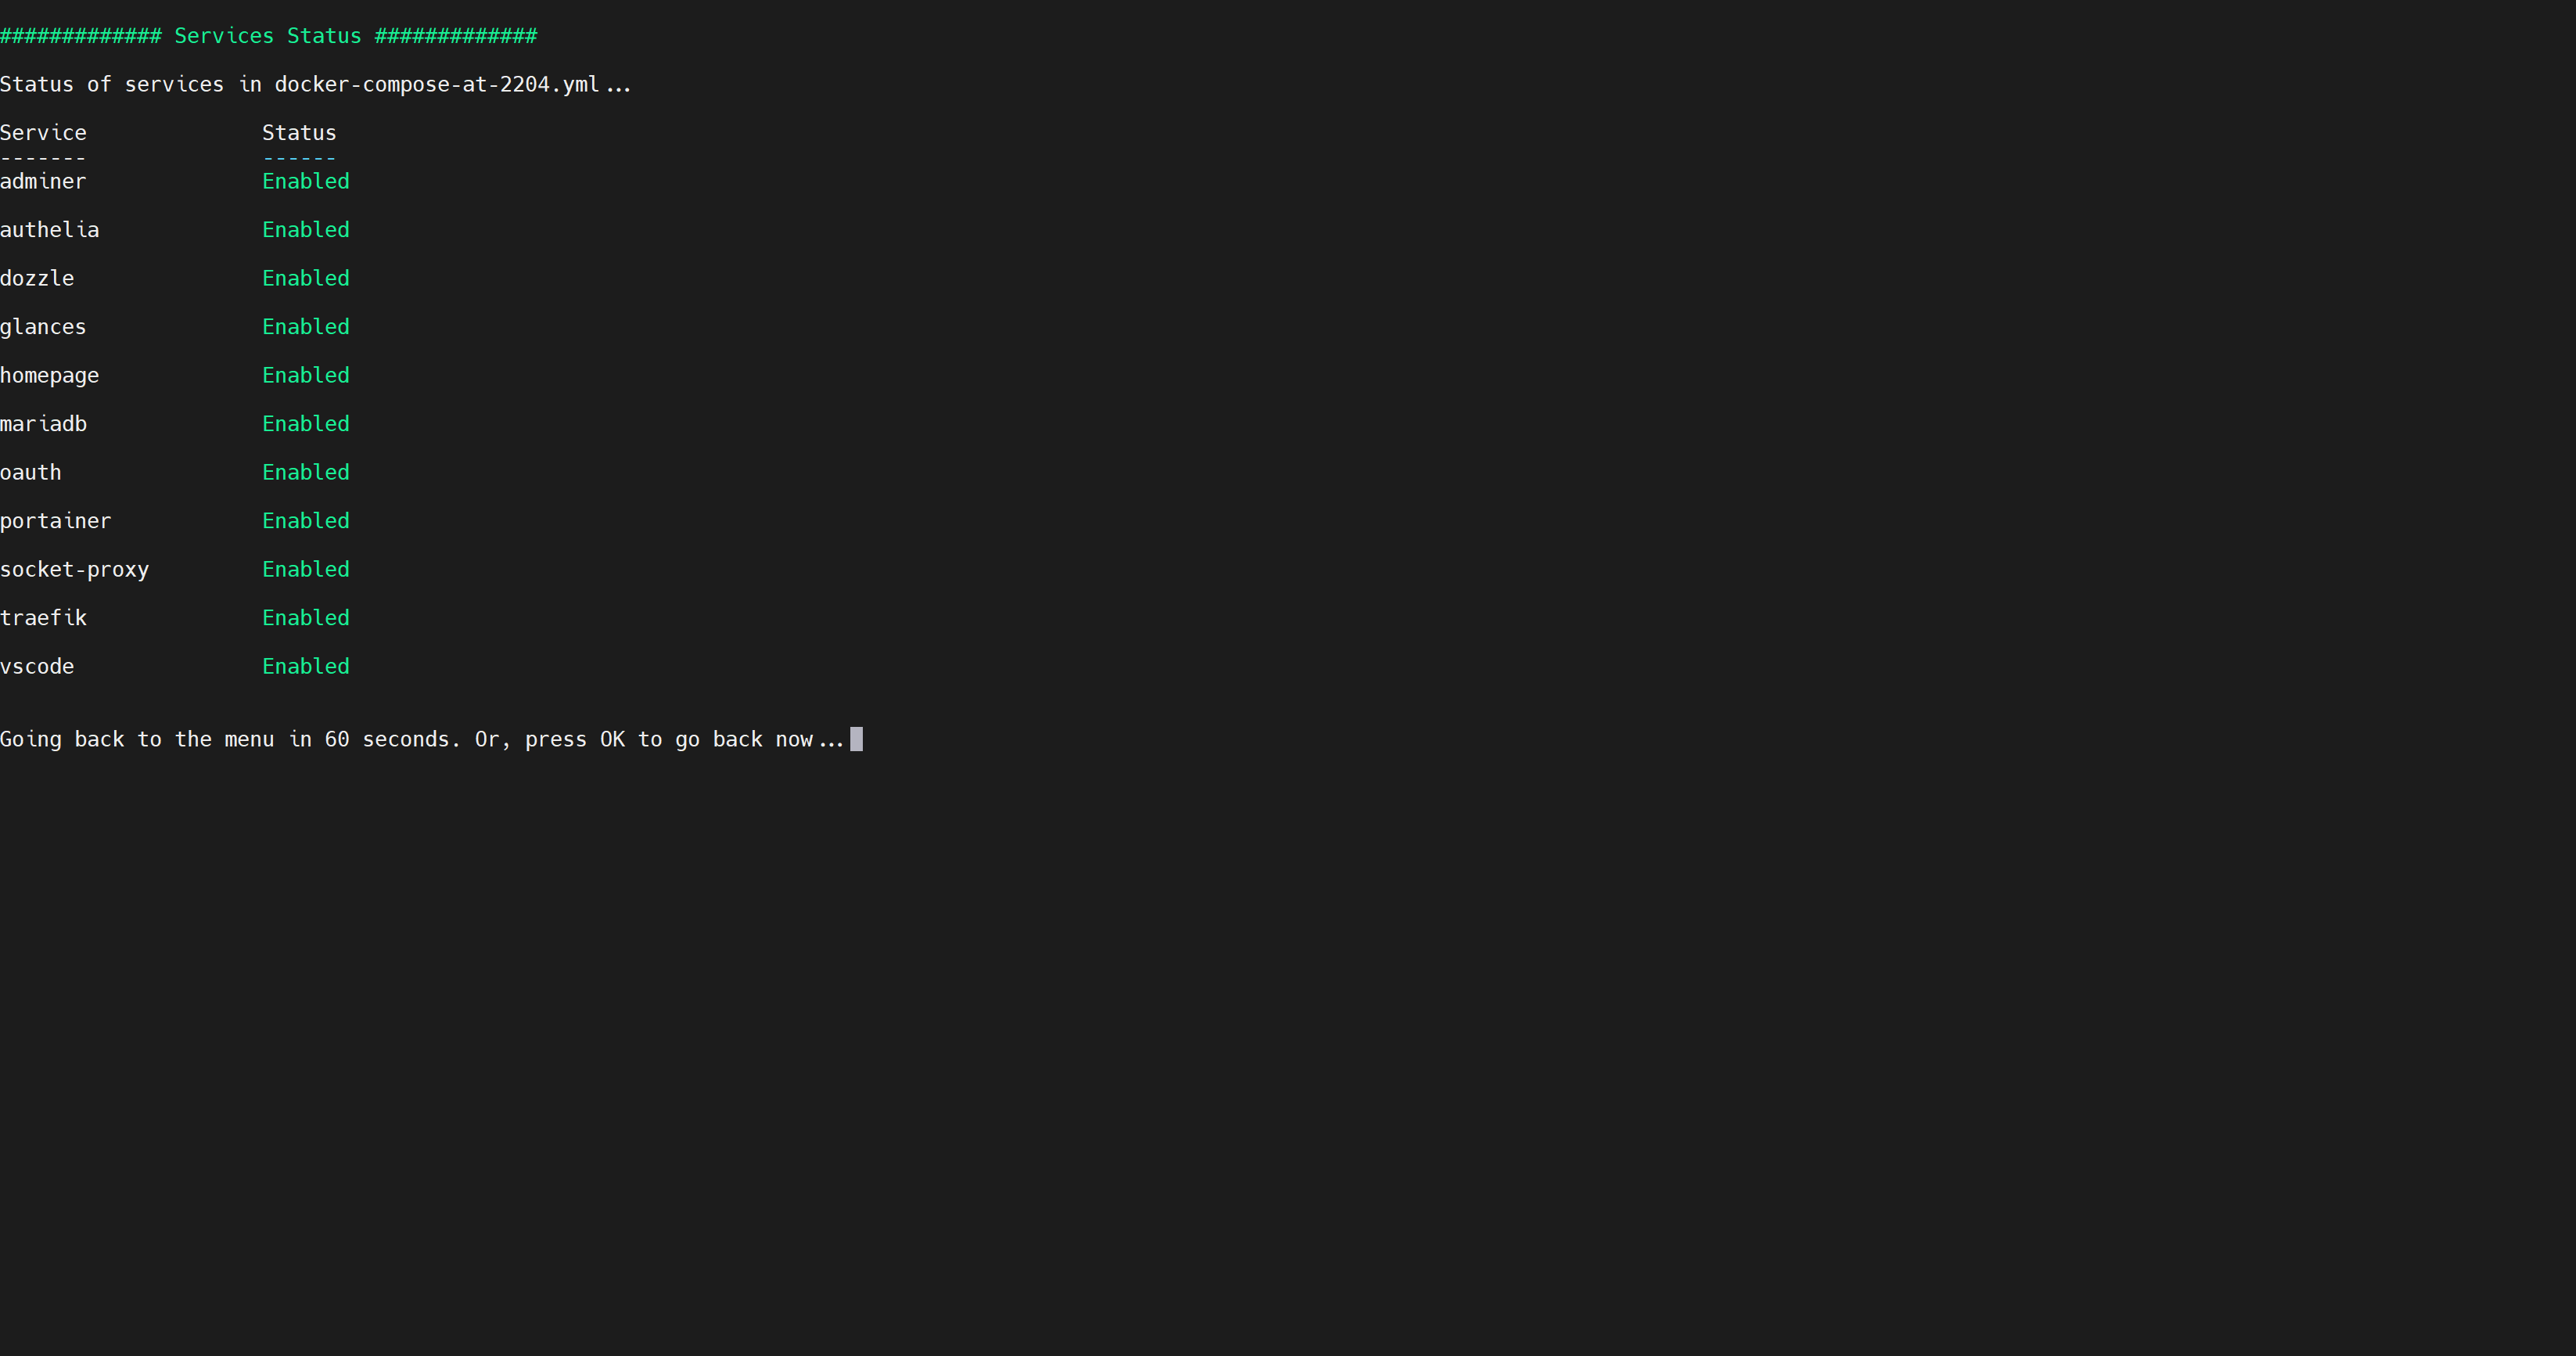 ############# Services Status #############
Status of services in docker-compose-at-2204.yml...
Service Status
------- ------
adminer Enabled
authelia Enabled
dozzle Enabled
glances Enabled
homepage Enabled
mariadb Enabled
oauth Enabled
portainer Enabled
socket-proxy Enabled
traefik Enabled
vscode Enabled
Going back to the menu in 60 seconds. Or, press OK to go back now...